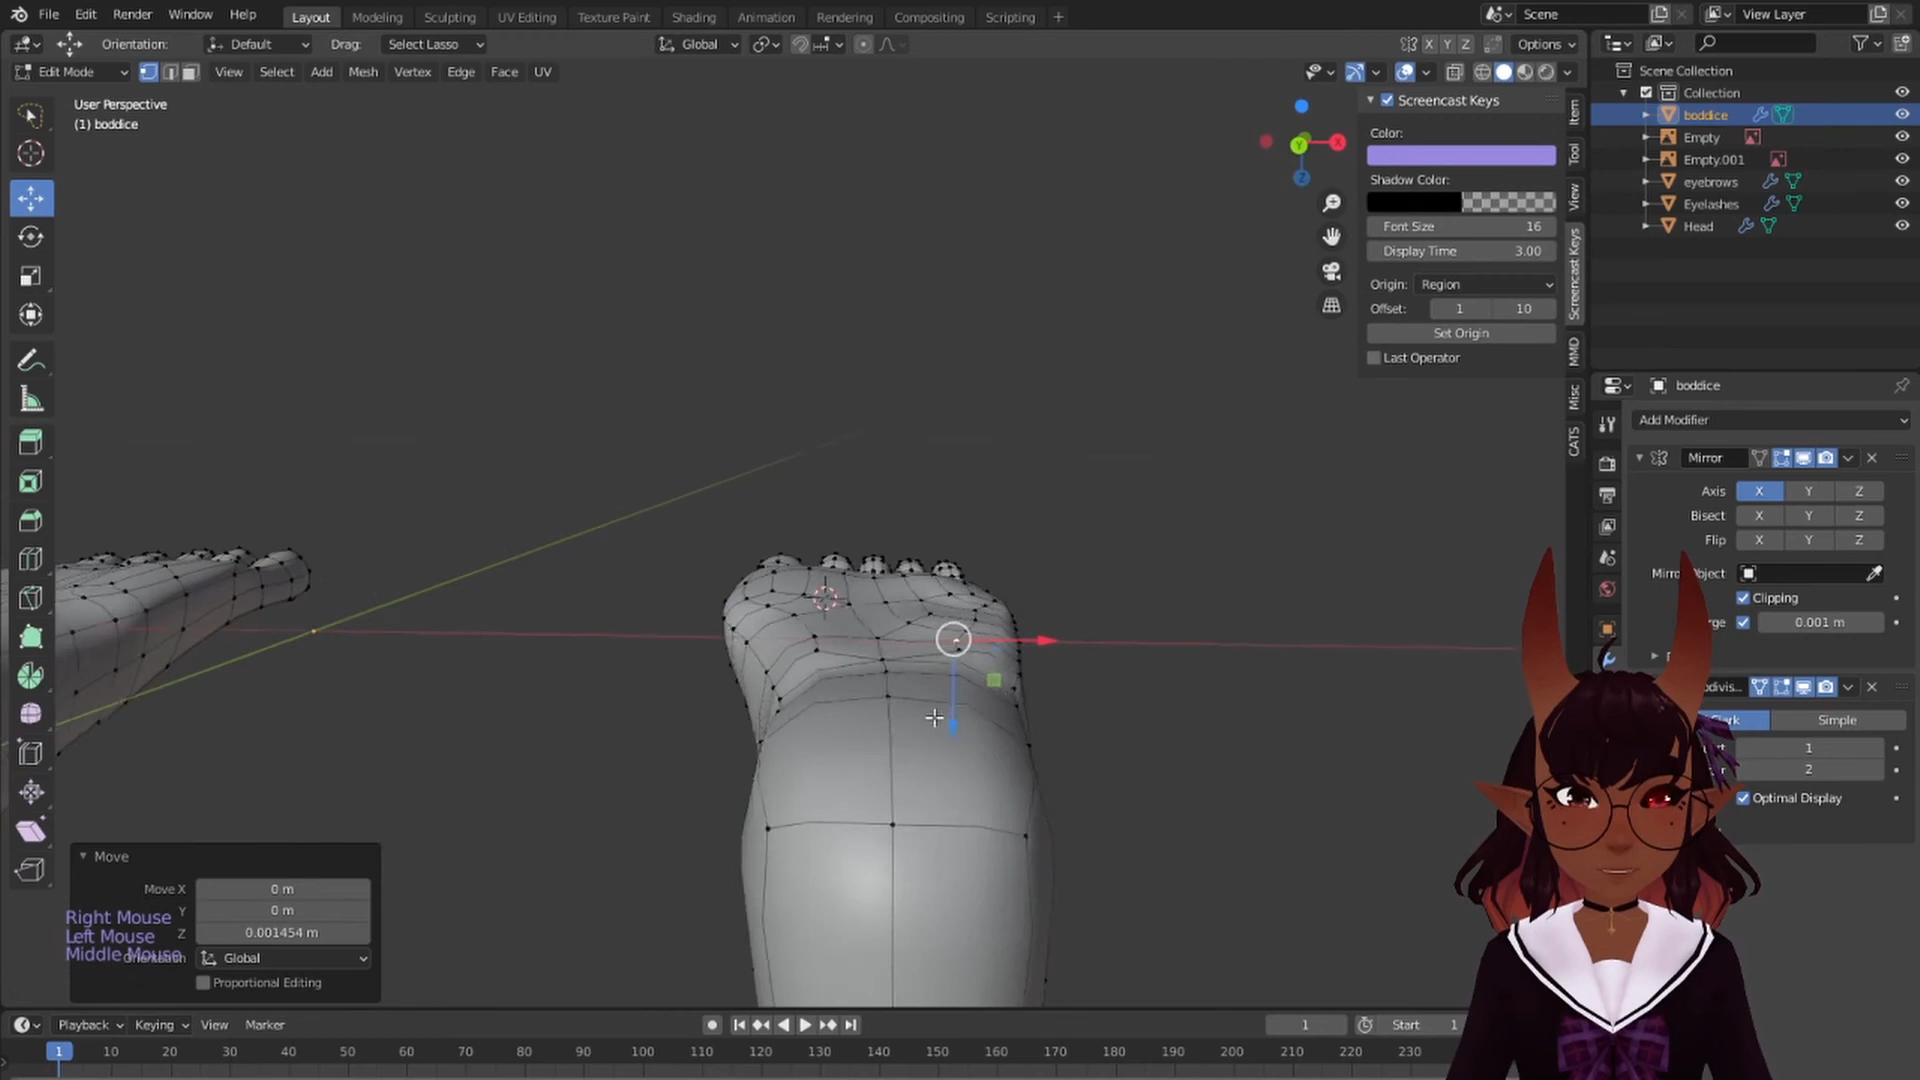 File Edit Render Window Help
Layout Modeling Sculpting UV Editing Texture Paint Shading Animation Rendering Compositing Scripting +
Scene
View Layer
Orientation: Default Drag: Select Lasso
Global
X Y Z Options
Edit Mode View Select Add Mesh Vertex Edge Face UV
User Perspective
(1) boddice
Y X Z
Screencast Keys
Color:
Shadow Color:
Font Size 16
Display Time 3.00
Origin: Region
Offset: 1 10
Set Origin
Last Operator
Item
Tool
View
Screencast Keys
MMD
Misc
CATS
Scene Collection
Collection
boddice
Empty
Empty.001
eyebrows
Eyelashes
Head
boddice
Add Modifier
Mirror
Axis X Y Z
Bisect X Y Z
Flip X Y Z
Object
Clipping
0.001 m
Simple
1
2
Optimal Display
Move
Move X 0 m
Y 0 m
Z 0.001454 m
Right Mouse
Left Mouse
Middle Mouse
Global
Proportional Editing
Playback Keying View Marker
1 Start 1
1 10 20 30 40 50 60 70 80 90 100 110 120 130 140 150 160 170 180 190 200 210 220 230